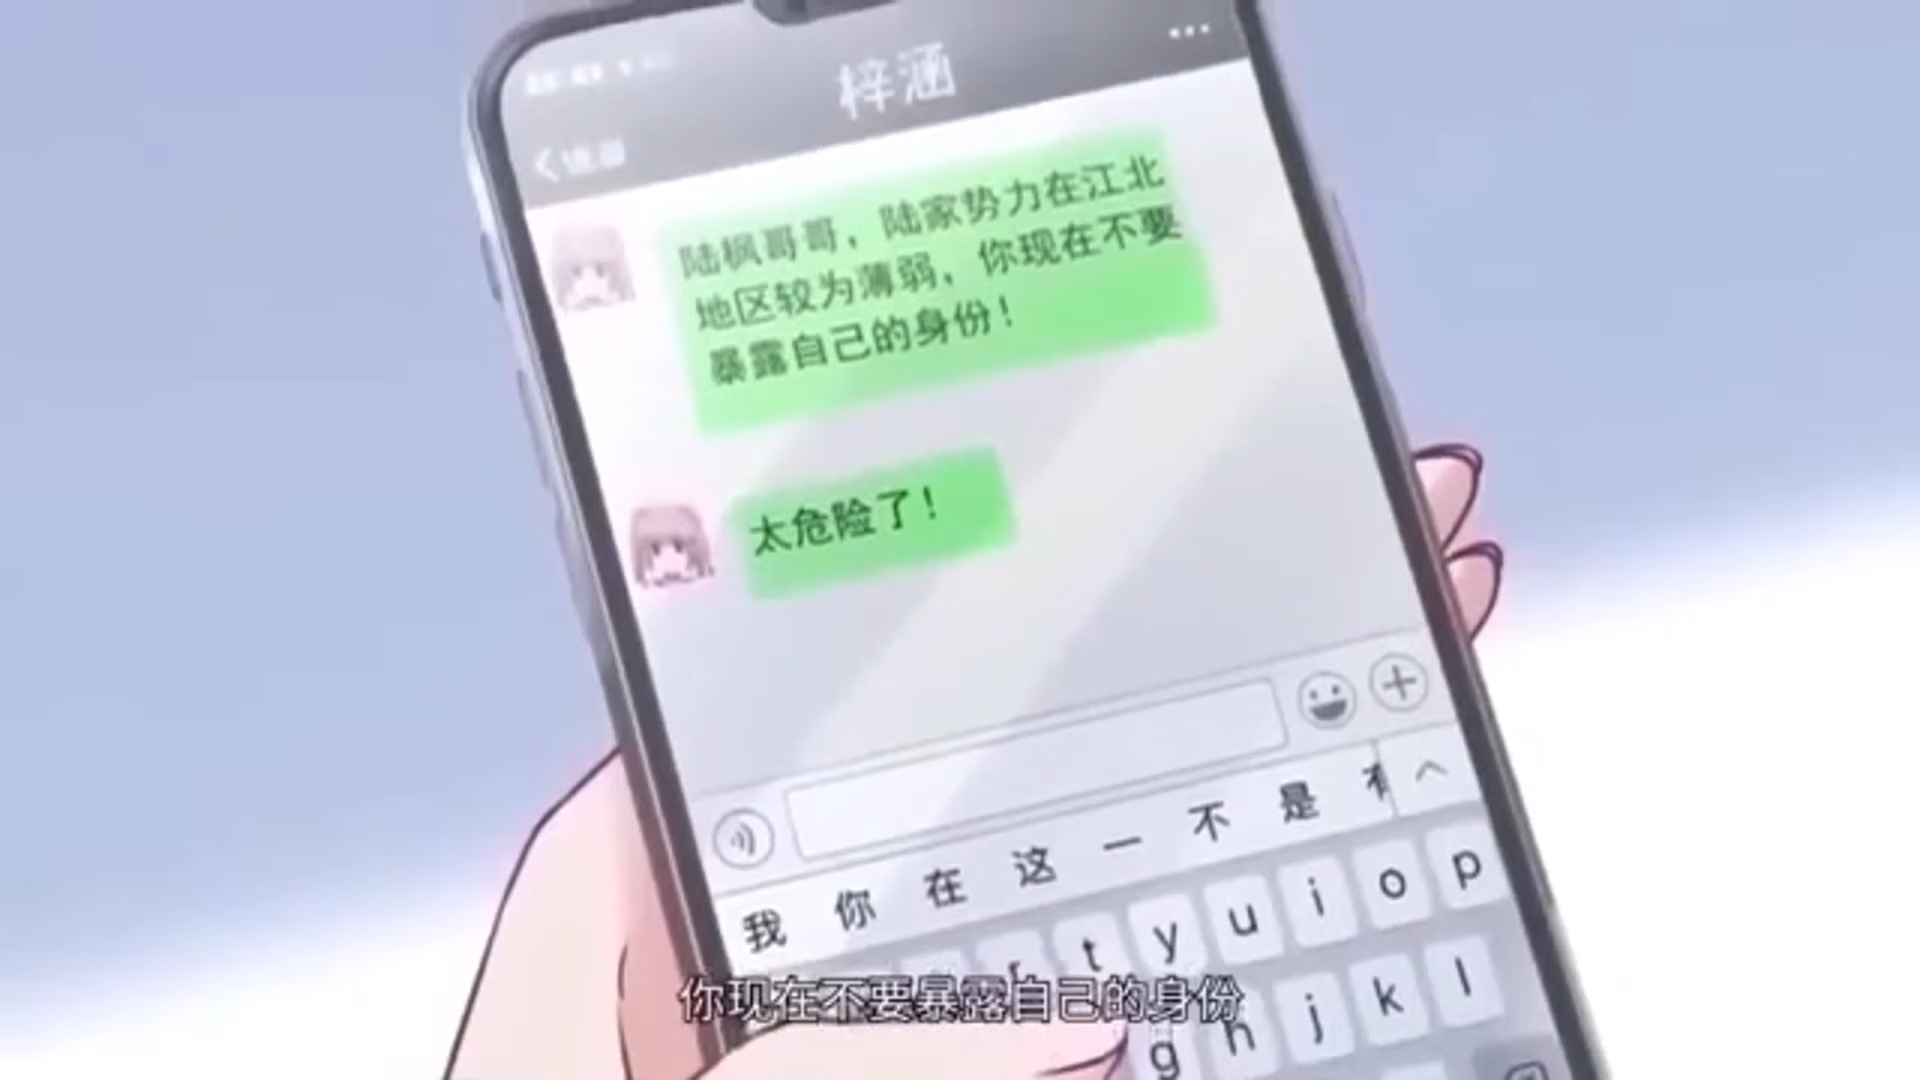 梓涵
陆枫哥哥，陆家势力在江北
地区较为薄弱，你现在不要
暴露自己的身份！
太危险了！
我 你 在 这 一 不 是 有
r t y u i o p
g h j k l
你现在不要暴露自己的身份